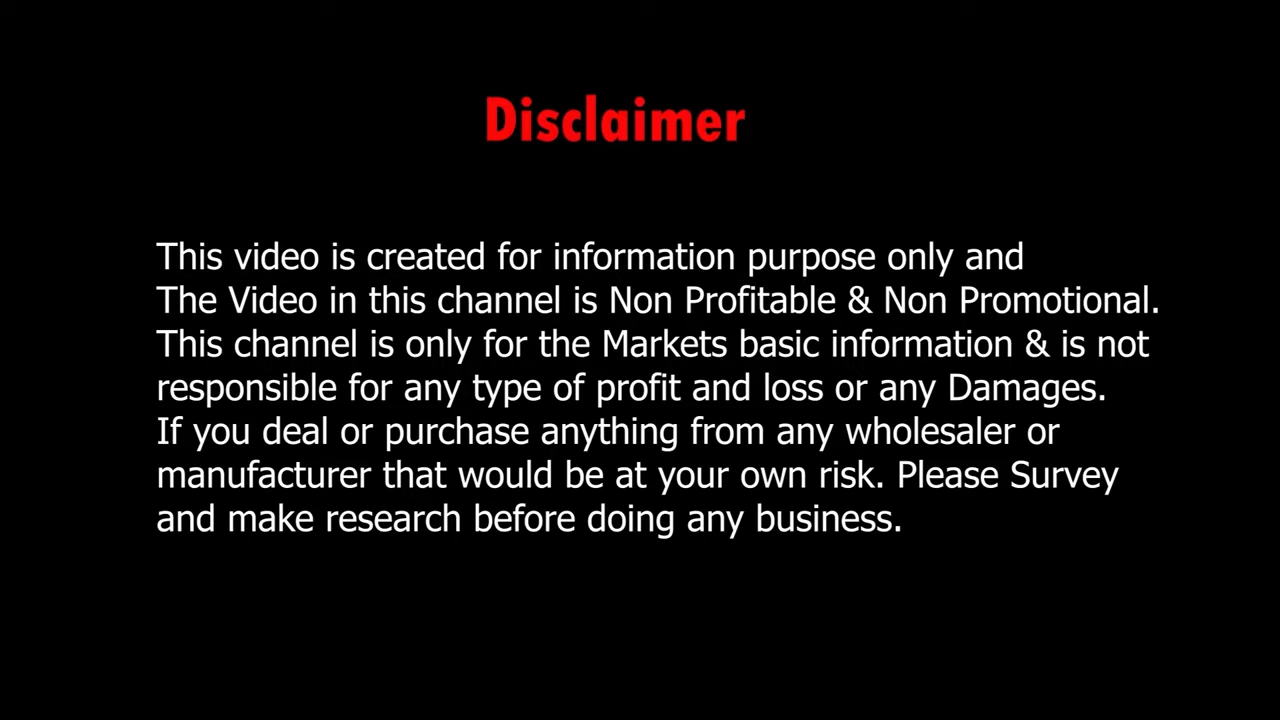 Disclaimer
This video is created for information purpose only and
The Video in this channel is Non Profitable & Non Promotional.
This channel is only for the Markets basic information & is not
responsible for any type of profit and loss or any Damages.
If you deal or purchase anything from any wholesaler or
manufacturer that would be at your own risk. Please Survey
and make research before doing any business.